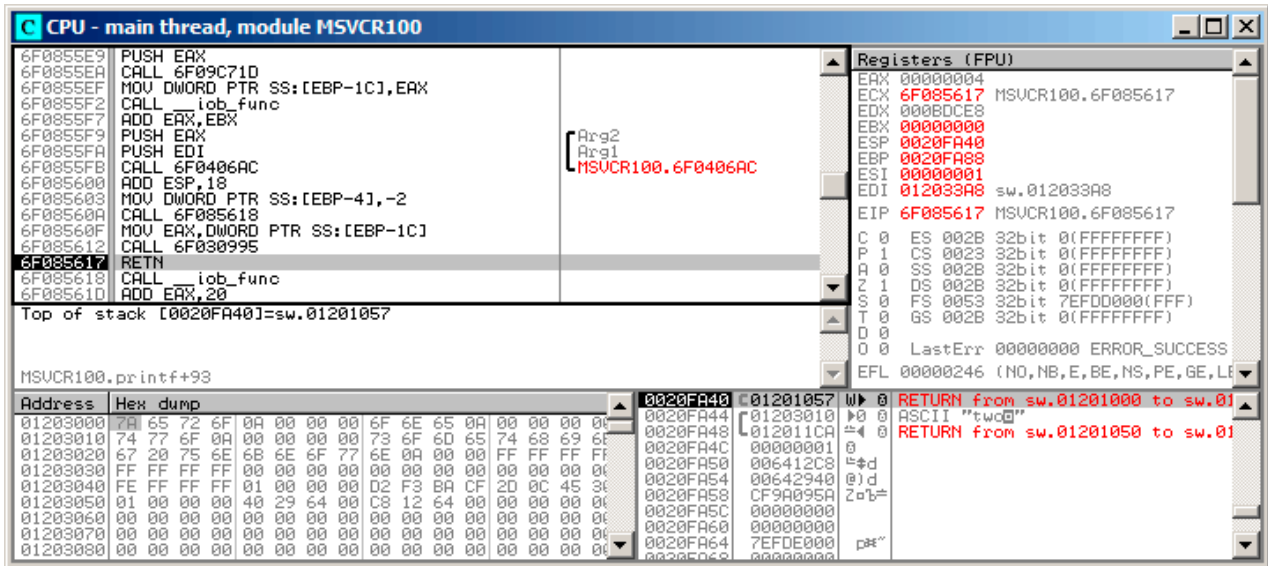 C CPU - main thread, module MSVCR100
6F0855E9 PUSH EAX
6F0855EA CALL 6F09C71D
6F0855EF MOV DWORD PTR SS:[EBP-1C],EAX
6F0855F2 CALL __iob_func
6F0855F7 ADD EAX,EBX
6F0855F9 PUSH EAX Arg2
6F0855FA PUSH EDI Arg1
6F0855FB CALL 6F0406AC MSVCR100.6F0406AC
6F085600 ADD ESP,18
6F085603 MOV DWORD PTR SS:[EBP-4],-2
6F08560A CALL 6F085618
6F08560F MOV EAX,DWORD PTR SS:[EBP-1C]
6F085612 CALL 6F030995
6F085617 RETN
6F085618 CALL __iob_func
6F08561D ADD EAX,20
Top of stack [0020FA40]=sw.01201057
MSVCR100.printf+93
Registers (FPU)
EAX 00000004
ECX 6F085617 MSVCR100.6F085617
EDX 000BDCE8
EBX 00000000
ESP 0020FA40
EBP 0020FA88
ESI 00000001
EDI 012033A8 sw.012033A8
EIP 6F085617 MSVCR100.6F085617
C 0 ES 002B 32bit 0(FFFFFFFF)
P 1 CS 0023 32bit 0(FFFFFFFF)
A 0 SS 002B 32bit 0(FFFFFFFF)
Z 1 DS 002B 32bit 0(FFFFFFFF)
S 0 FS 0053 32bit 7EFDD000(FFF)
T 0 GS 002B 32bit 0(FFFFFFFF)
D 0
O 0 LastErr 00000000 ERROR_SUCCESS
EFL 00000246 (NO,NB,E,BE,NS,PE,GE,LE
Address Hex dump
01203000 7A 65 72 6F 0A 00 00 00 6F 6E 65 0A 00 00 00
01203010 74 77 6F 0A 00 00 00 00 73 6F 6D 65 74 68 69
01203020 67 20 75 6E 6B 6E 6F 77 6E 0A 00 00 FF FF FF
01203030 FF FF FF FF 00 00 00 00 00 00 00 00 00 00 00
01203040 FE FF FF FF 01 00 00 00 D2 F3 BA CF 2D 0C 45
01203050 01 00 00 00 40 29 64 00 C8 12 64 00 00 00 00
01203060 00 00 00 00 00 00 00 00 00 00 00 00 00 00 00
01203070 00 00 00 00 00 00 00 00 00 00 00 00 00 00 00
01203080 00 00 00 00 00 00 00 00 00 00 00 00 00 00 00
0020FA40 01201057 RETURN from sw.01201000 to sw.01
0020FA44 01203010 ASCII "two"
0020FA48 012011CA RETURN from sw.01201050 to sw.01
0020FA4C 00000001
0020FA50 006412C8
0020FA54 00642940 @)d
0020FA58 CF9A095A
0020FA5C 00000000
0020FA60 00000000
0020FA64 7EFDE000
0020FA68 00000000